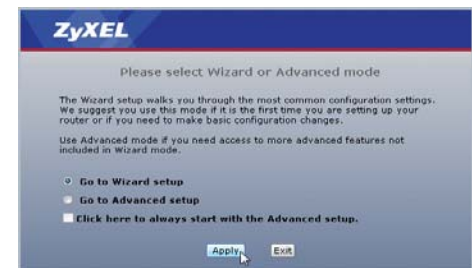 ZyXEL
Please select Wizard or Advanced mode
The Wizard setup walks you through the most common configuration settings.
We suggest you use this mode if it is the first time you are setting up your
router or if you need to make basic configuration changes.
Use Advanced mode if you need access to more advanced features not
included in Wizard mode.
Go to Wizard setup
Go to Advanced setup
Click here to always start with the Advanced setup.
Apply Exit